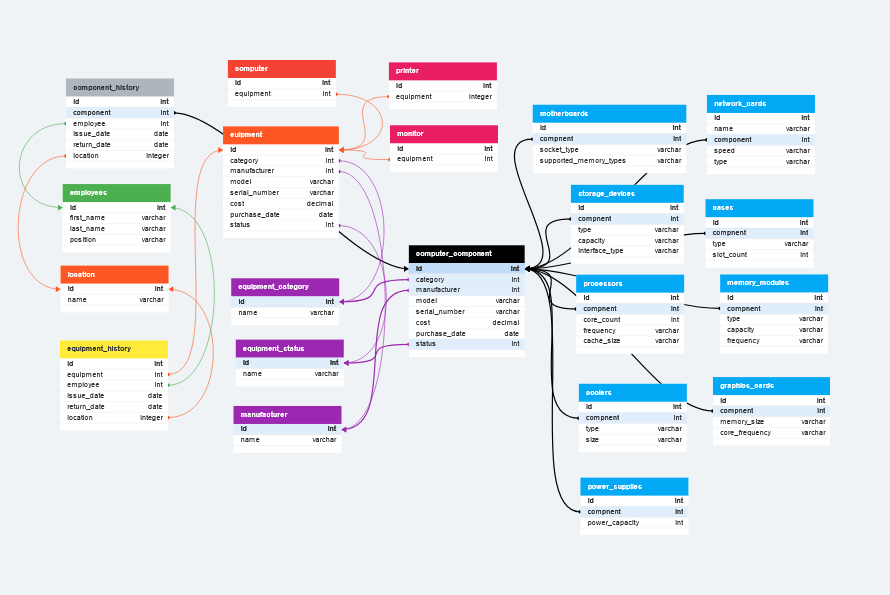 component_history
id int
component int
employee int
issue_date date
return_date date
location integer
employees
id int
first_name varchar
last_name varchar
position varchar
location
id int
name varchar
equipment_history
id int
equipment int
employee int
issue_date date
return_date date
location integer
computer
id int
equipment int
euipment
id int
category int
manufacturer int
model varchar
serial_number varchar
cost decimal
purchase_date date
status int
equipment_category
id int
name varchar
equipment_status
id int
name varchar
manufacturer
id int
name varchar
printer
id int
equipment integer
monitor
id int
equipment int
computer_component
id int
category int
manufacturer int
model varchar
serial_number varchar
cost decimal
purchase_date date
status int
motherboards
id int
compnent int
socket_type varchar
supported_memory_types varchar
storage_devices
id int
compnent int
type varchar
capacity varchar
interface_type varchar
processors
id int
compnent int
core_count int
frequency varchar
cache_size varchar
coolers
id int
compnent int
type varchar
size varchar
power_supplies
id int
compnent int
power_capacity int
network_cards
id int
name varchar
component int
speed varchar
type varchar
cases
id int
compnent int
type varchar
slot_count int
memory_modules
id int
compnent int
type varchar
capacity varchar
frequency varchar
graphics_cards
id int
compnent int
memory_size varchar
core_frequency varchar